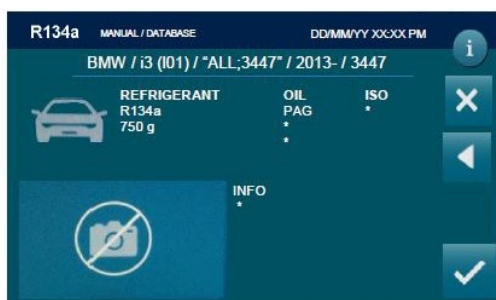 R134a MANUAL / DATABASE DD/MM/YY XX:XX PM
i
BMW / i3 (I01) / "ALL;3447" / 2013- / 3447
REFRIGERANT OIL ISO
R134a PAG *
750 g *
*
INFO
*